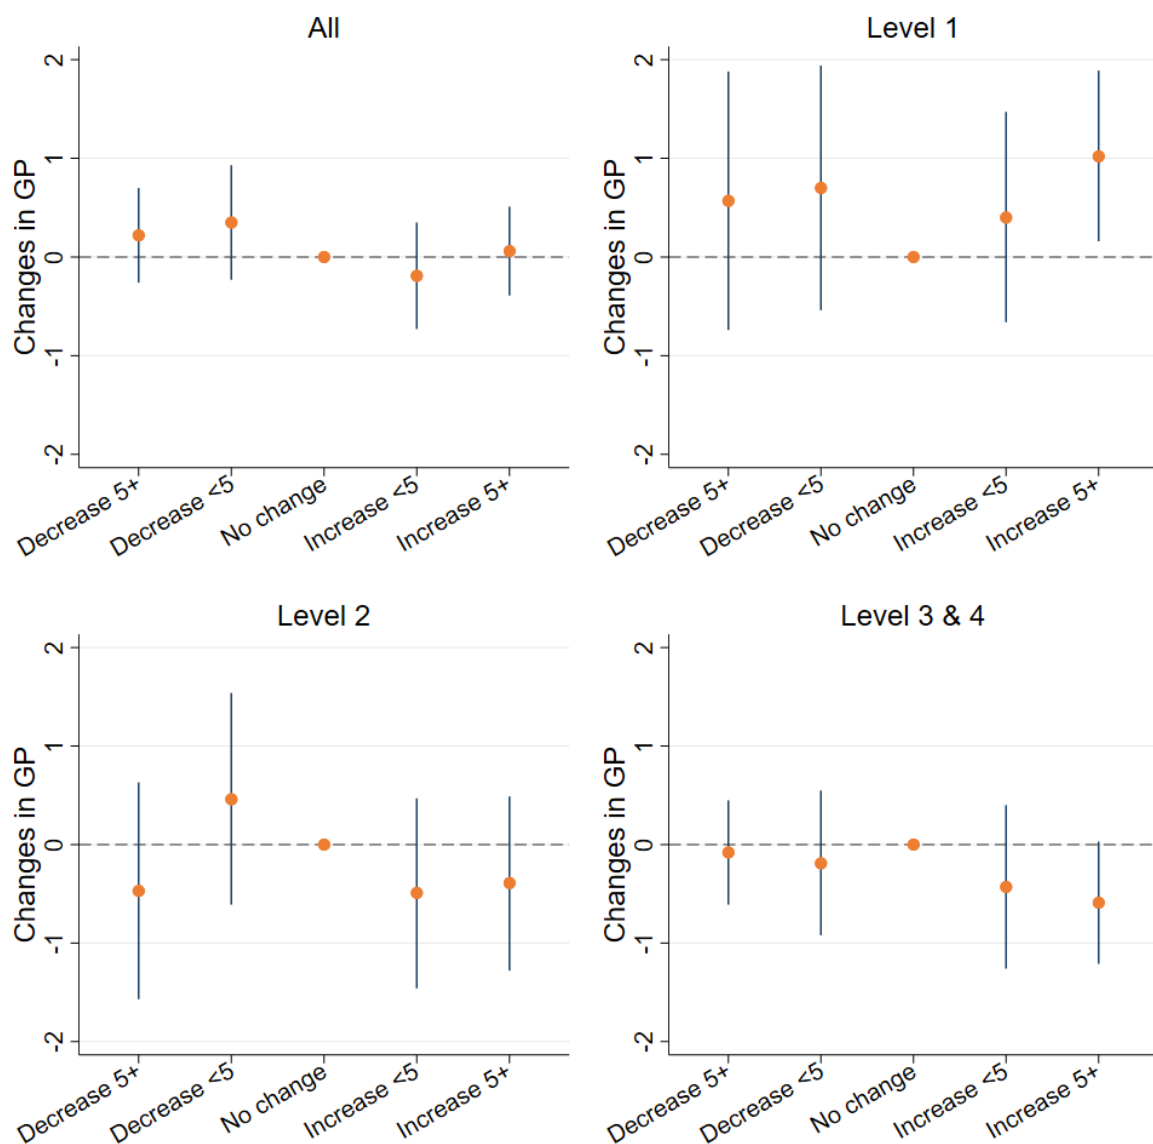 All
Changes in GP
2
1
0
-1
-2
Decrease 5+
Decrease <5
No change
Increase <5
Increase 5+
Level 1
Changes in GP
2
1
0
-1
-2
Decrease 5+
Decrease <5
No change
Increase <5
Increase 5+
Level 2
Changes in GP
2
1
0
-1
-2
Decrease 5+
Decrease <5
No change
Increase <5
Increase 5+
Level 3 & 4
Changes in GP
2
1
0
-1
-2
Decrease 5+
Decrease <5
No change
Increase <5
Increase 5+